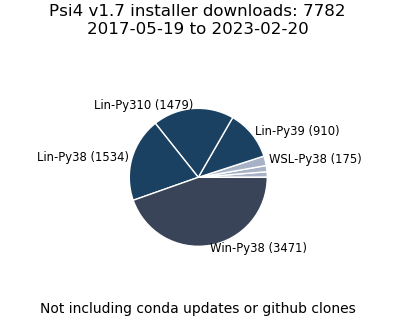 Psi4 v1.7 installer downloads: 7782
2017-05-19 to 2023-02-20
Lin-Py310 (1479)
Lin-Py39 (910)
Lin-Py38 (1534)
WSL-Py38 (175)
Win-Py38 (3471)
Not including conda updates or github clones